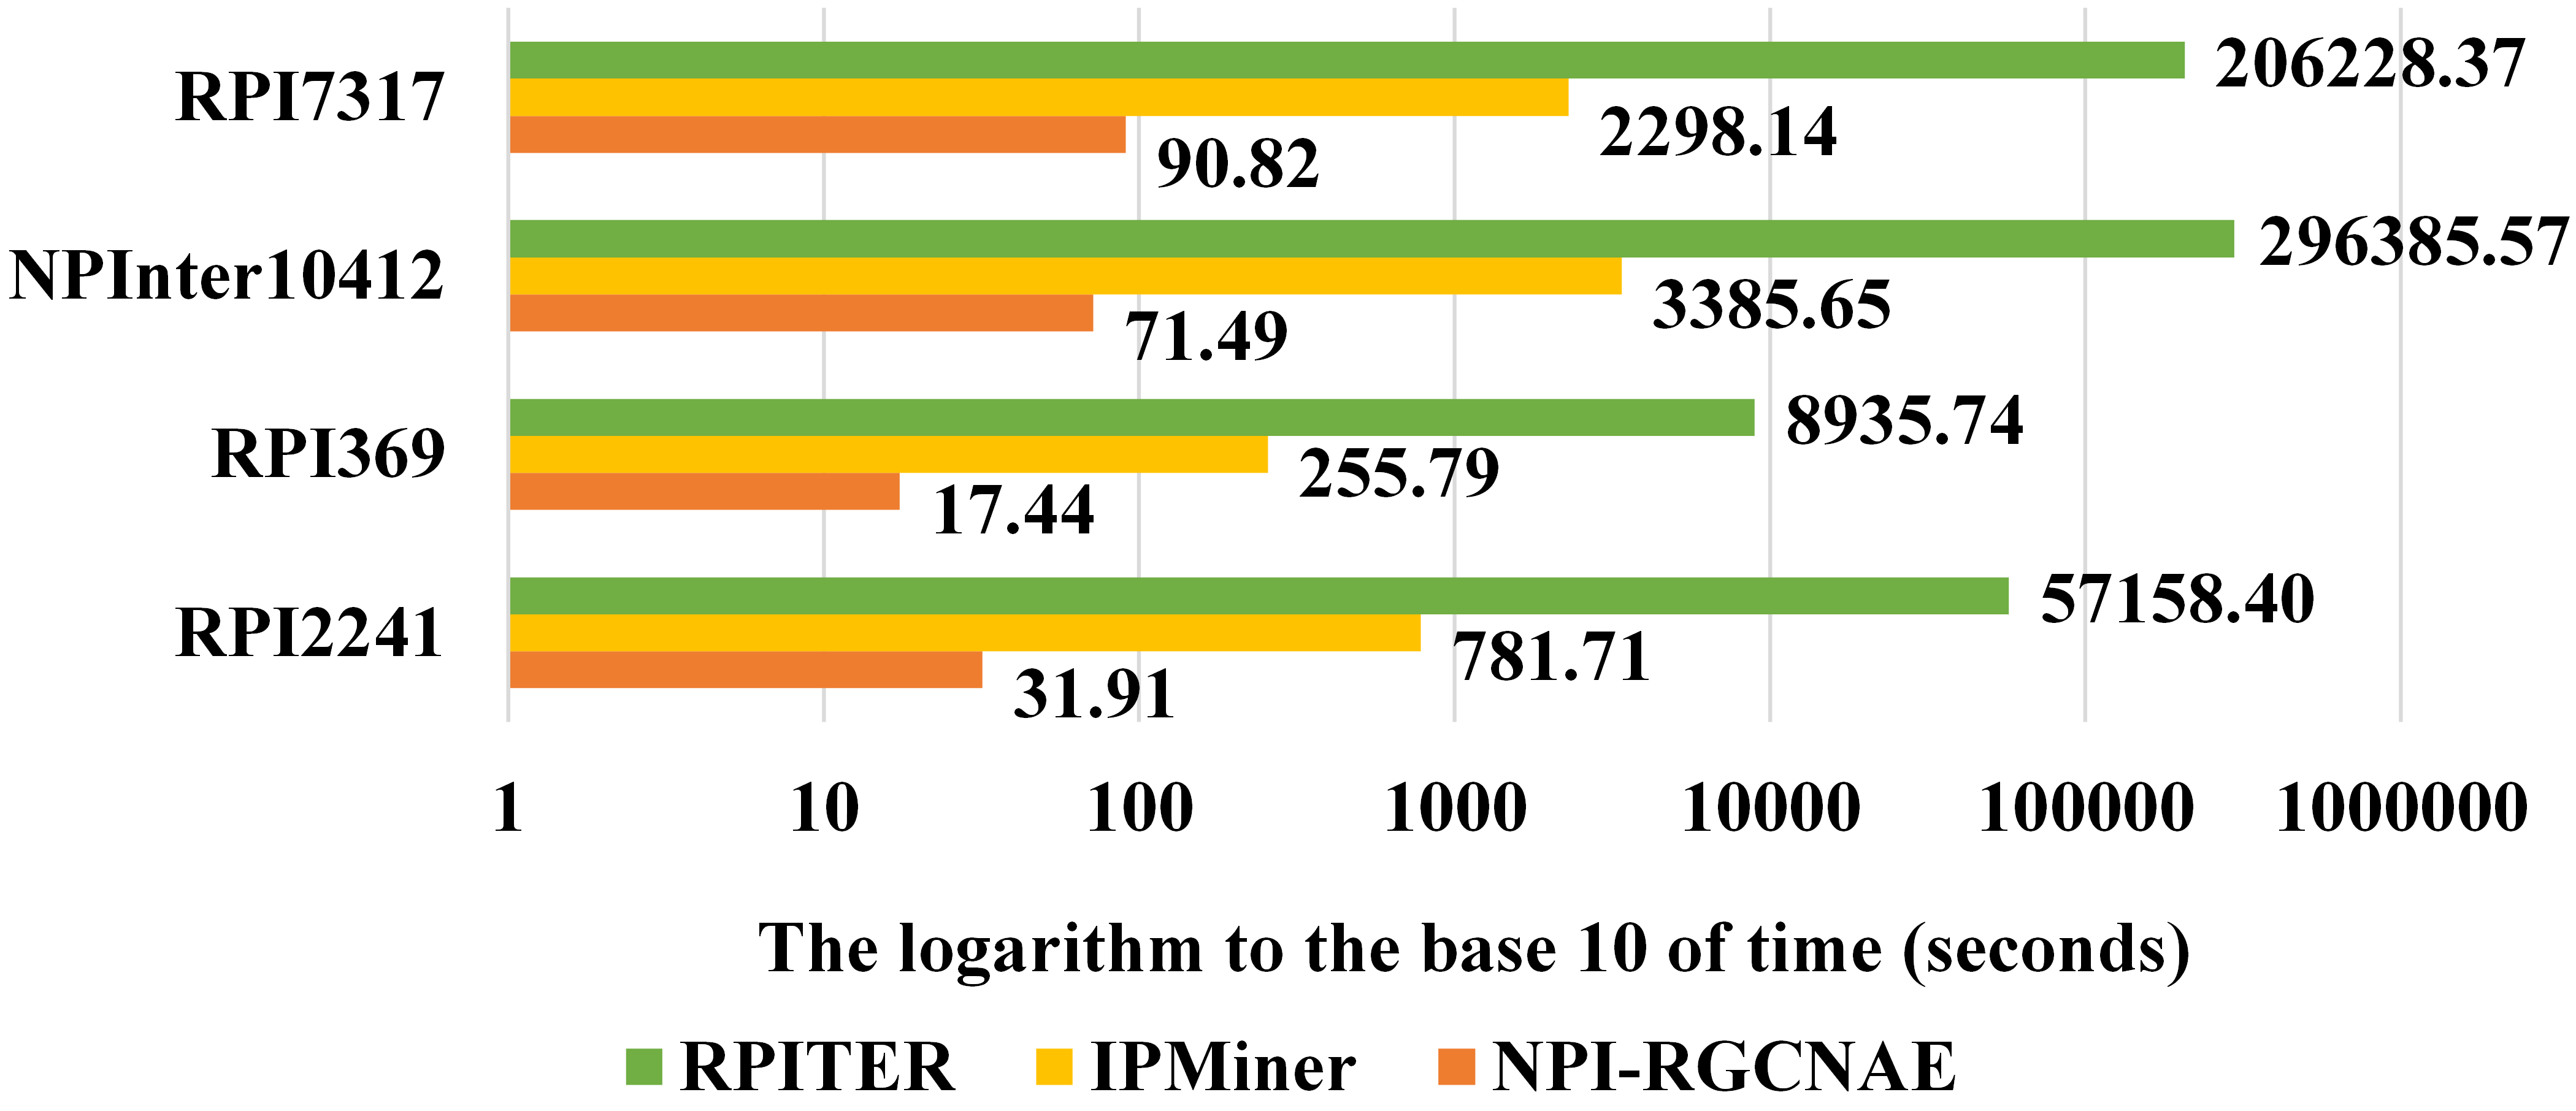 RPI7317
206228.37
2298.14
90.82
NPInter10412
296385.57
3385.65
71.49
RPI369
8935.74
255.79
17.44
RPI2241
57158.40
781.71
31.91
1 10 100 1000 10000 100000 1000000
The logarithm to the base 10 of time (seconds)
RPITER IPMiner NPI-RGCNAE